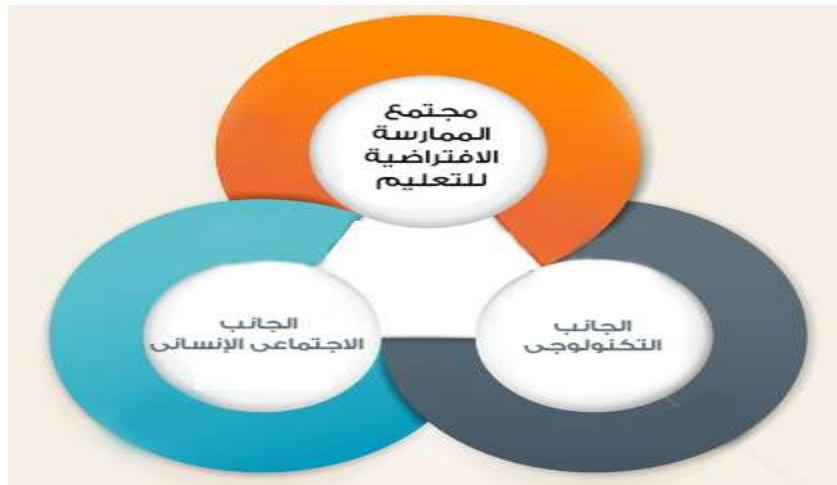 مجتمع
الممارسة
الافتراضية
للتعليم
الجانب
التكنولوجى
الجانب
الاجتماعى الإنسانى